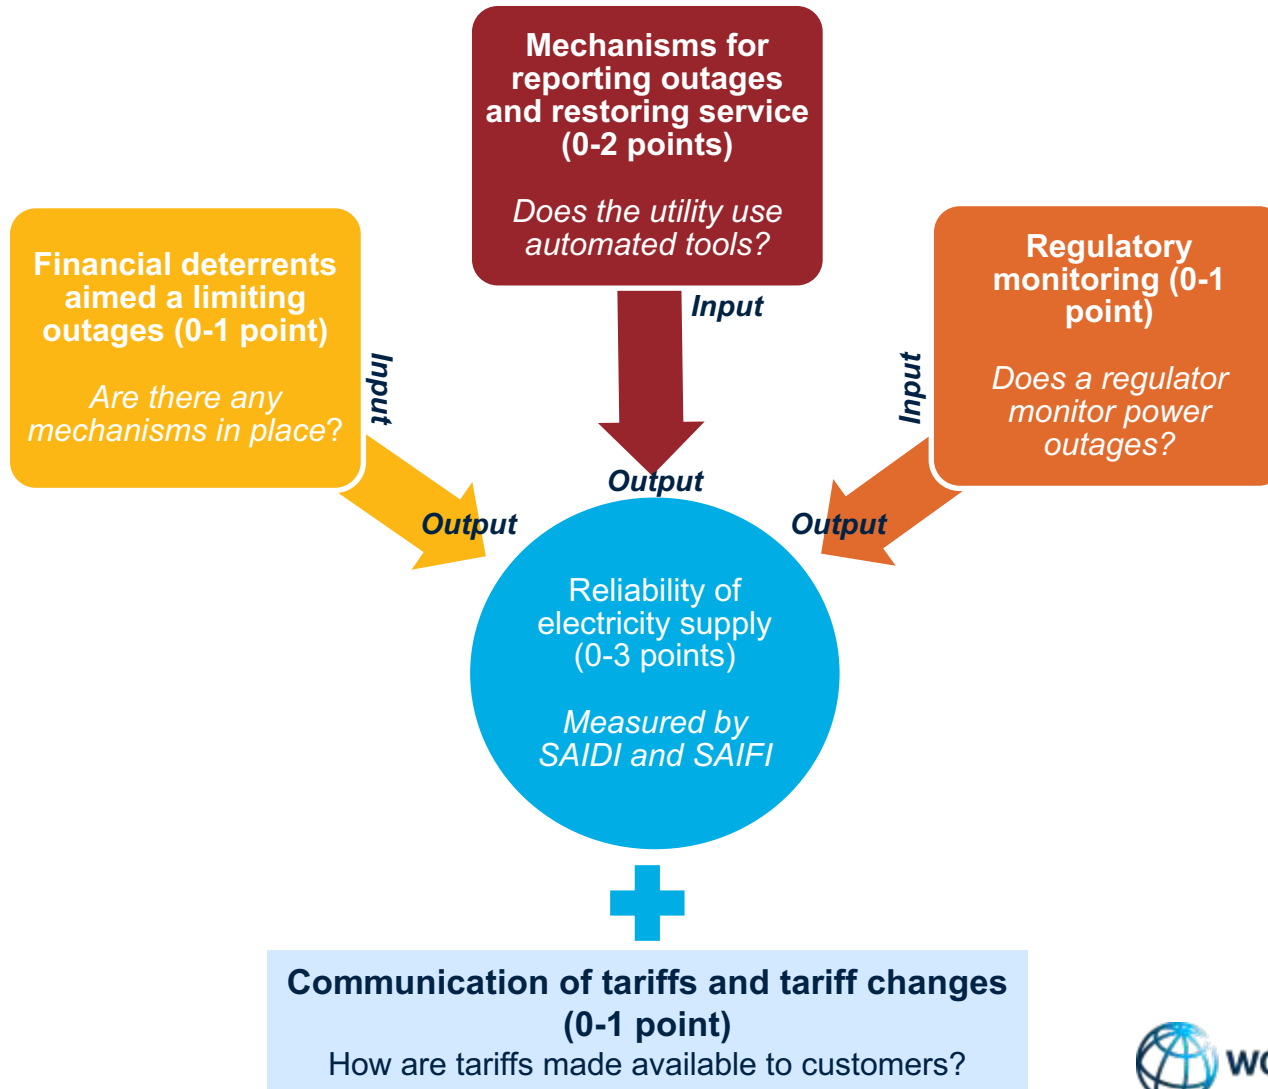 Mechanisms for
reporting outages
and restoring service
(0-2 points)
Does the utility use
automated tools?
Financial deterrents
aimed a limiting
outages (0-1 point)
Are there any
mechanisms in place?
Regulatory
monitoring (0-1
point)
Does a regulator
monitor power
outages?
Input
Input
Input
Output
Output
Output
Reliability of
electricity supply
(0-3 points)
Measured by
SAIDI and SAIFI
Communication of tariffs and tariff changes
(0-1 point)
How are tariffs made available to customers?